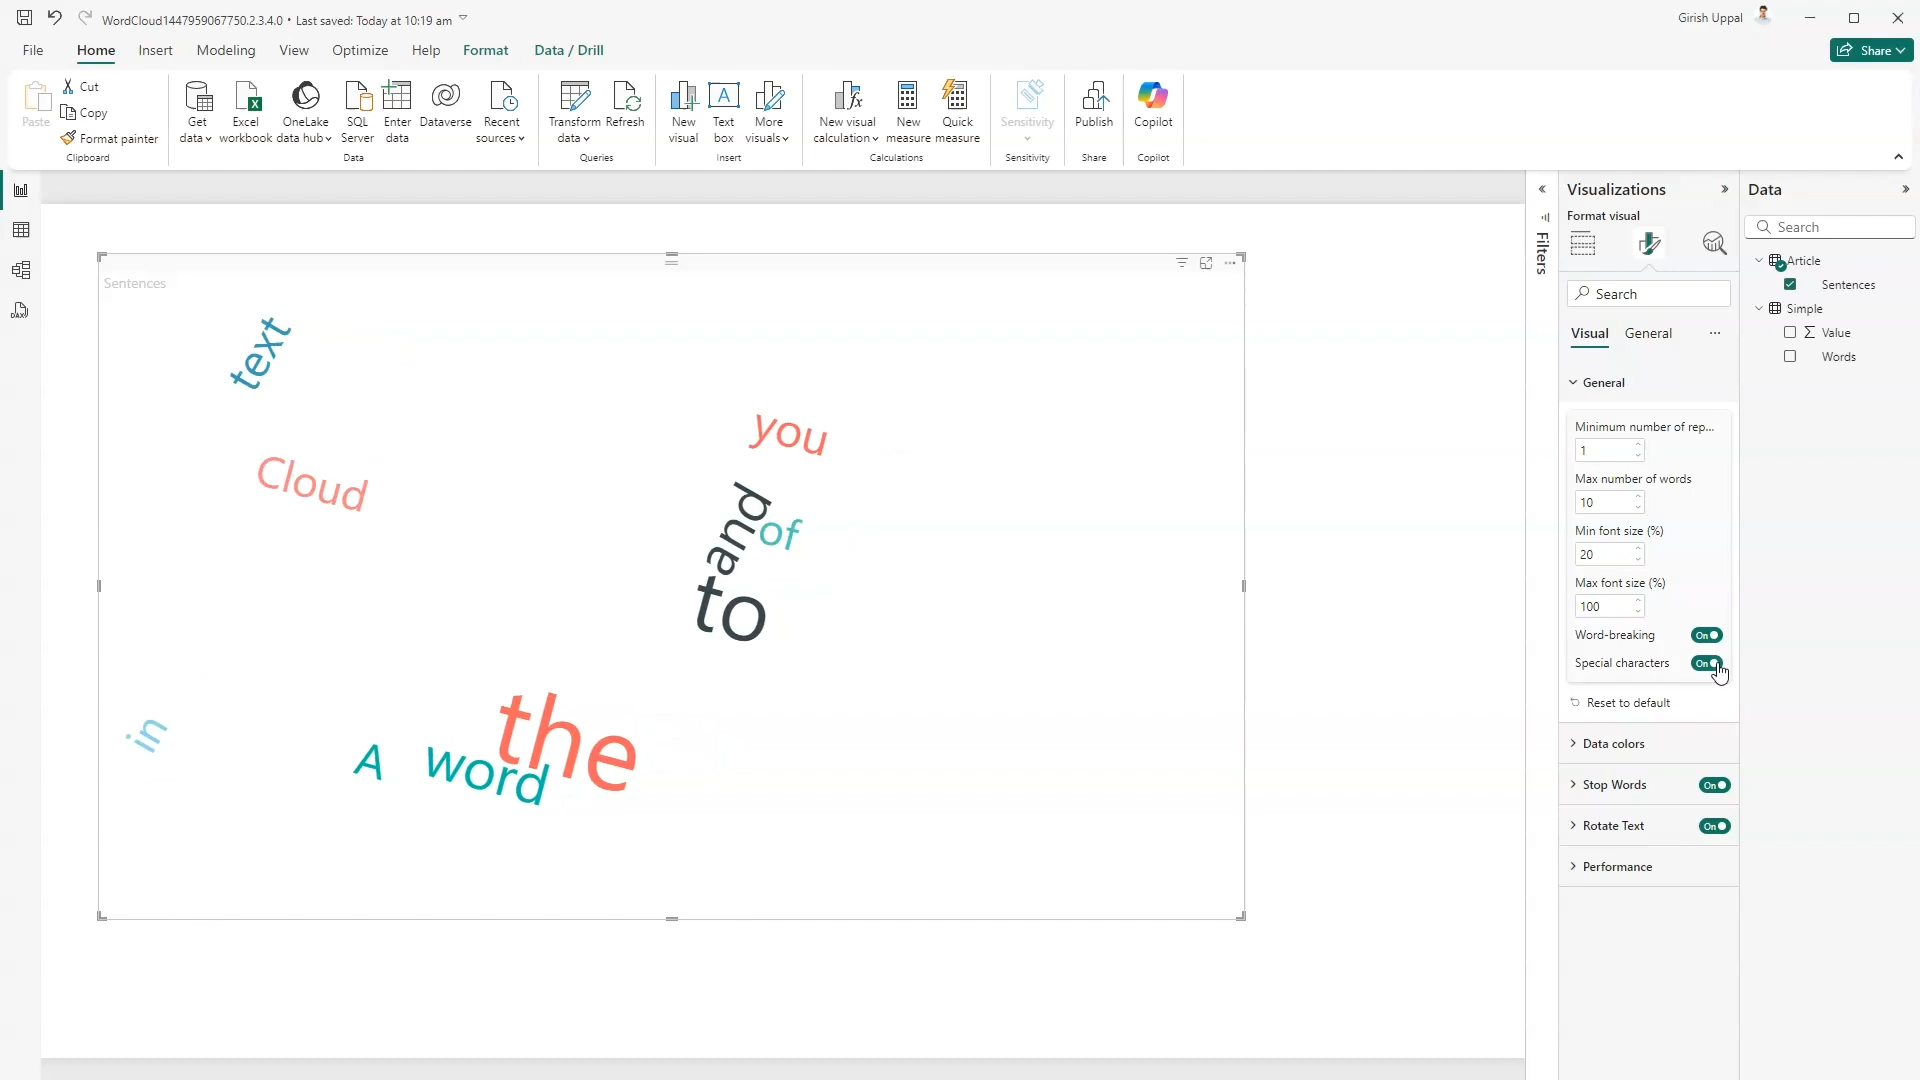 WordCloud1447959067750.2.3.4.0 • Last saved: Today at 10:19 am
Girish Uppal
File Home Insert Modeling View Optimize Help Format Data / Drill
Share
Paste
Cut
Copy
Format painter
Clipboard
Get data
Excel workbook
OneLake data hub
SQL Server
Enter data
Dataverse
Recent sources
Data
Transform data
Refresh
Queries
New visual
Text box
More visuals
Insert
New visual calculation
New measure
Quick measure
Calculations
Sensitivity
Sensitivity
Publish
Share
Copilot
Copilot
Sentences
text
Cloud
you
and
of
to
the
in
A
word
Filters
Visualizations
Format visual
Search
Visual General
General
Minimum number of rep...
1
Max number of words
10
Min font size (%)
20
Max font size (%)
100
Word-breaking On
Special characters On
Reset to default
Data colors
Stop Words On
Rotate Text On
Performance
Data
Search
Article
Sentences
Simple
Value
Words